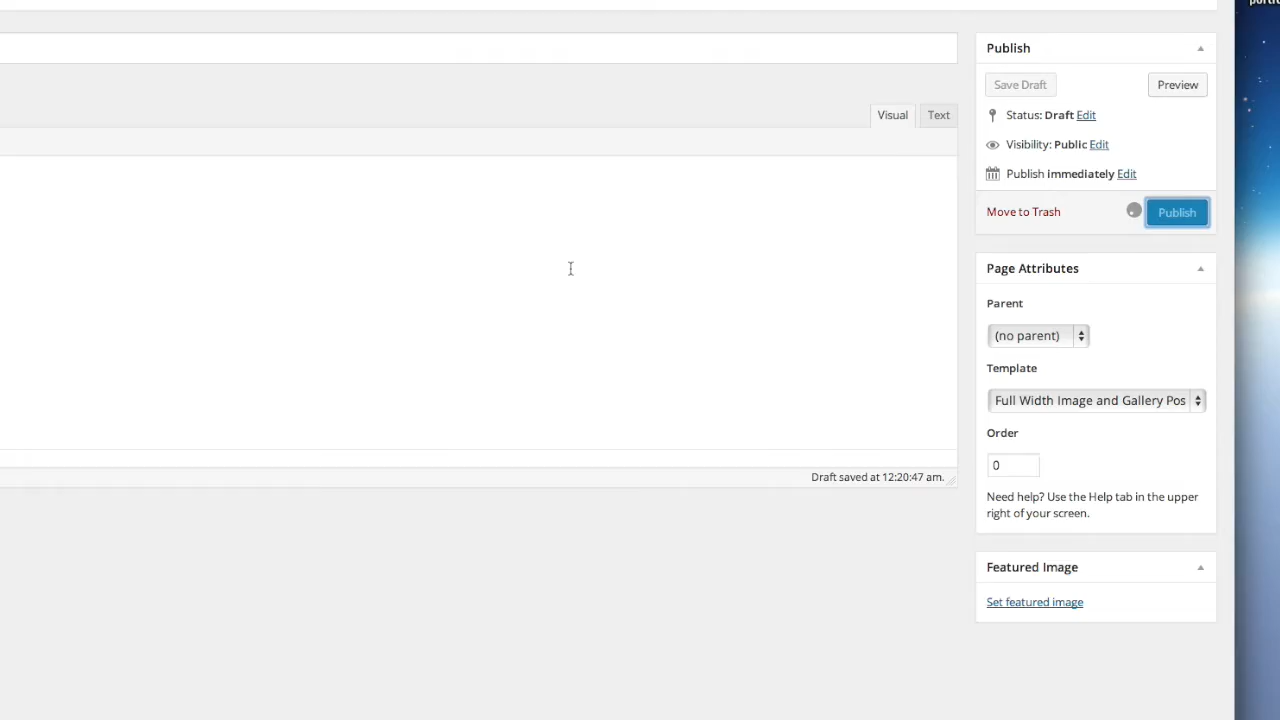 Publish
Save Draft
Preview
Visual
Text
Status: Draft Edit
Visibility: Public Edit
Publish immediately Edit
Move to Trash
Publish
Page Attributes
Parent
(no parent)
Template
Full Width Image and Gallery Pos
Order
0
Draft saved at 12:20:47 am.
Need help? Use the Help tab in the upper
right of your screen.
Featured Image
Set featured image